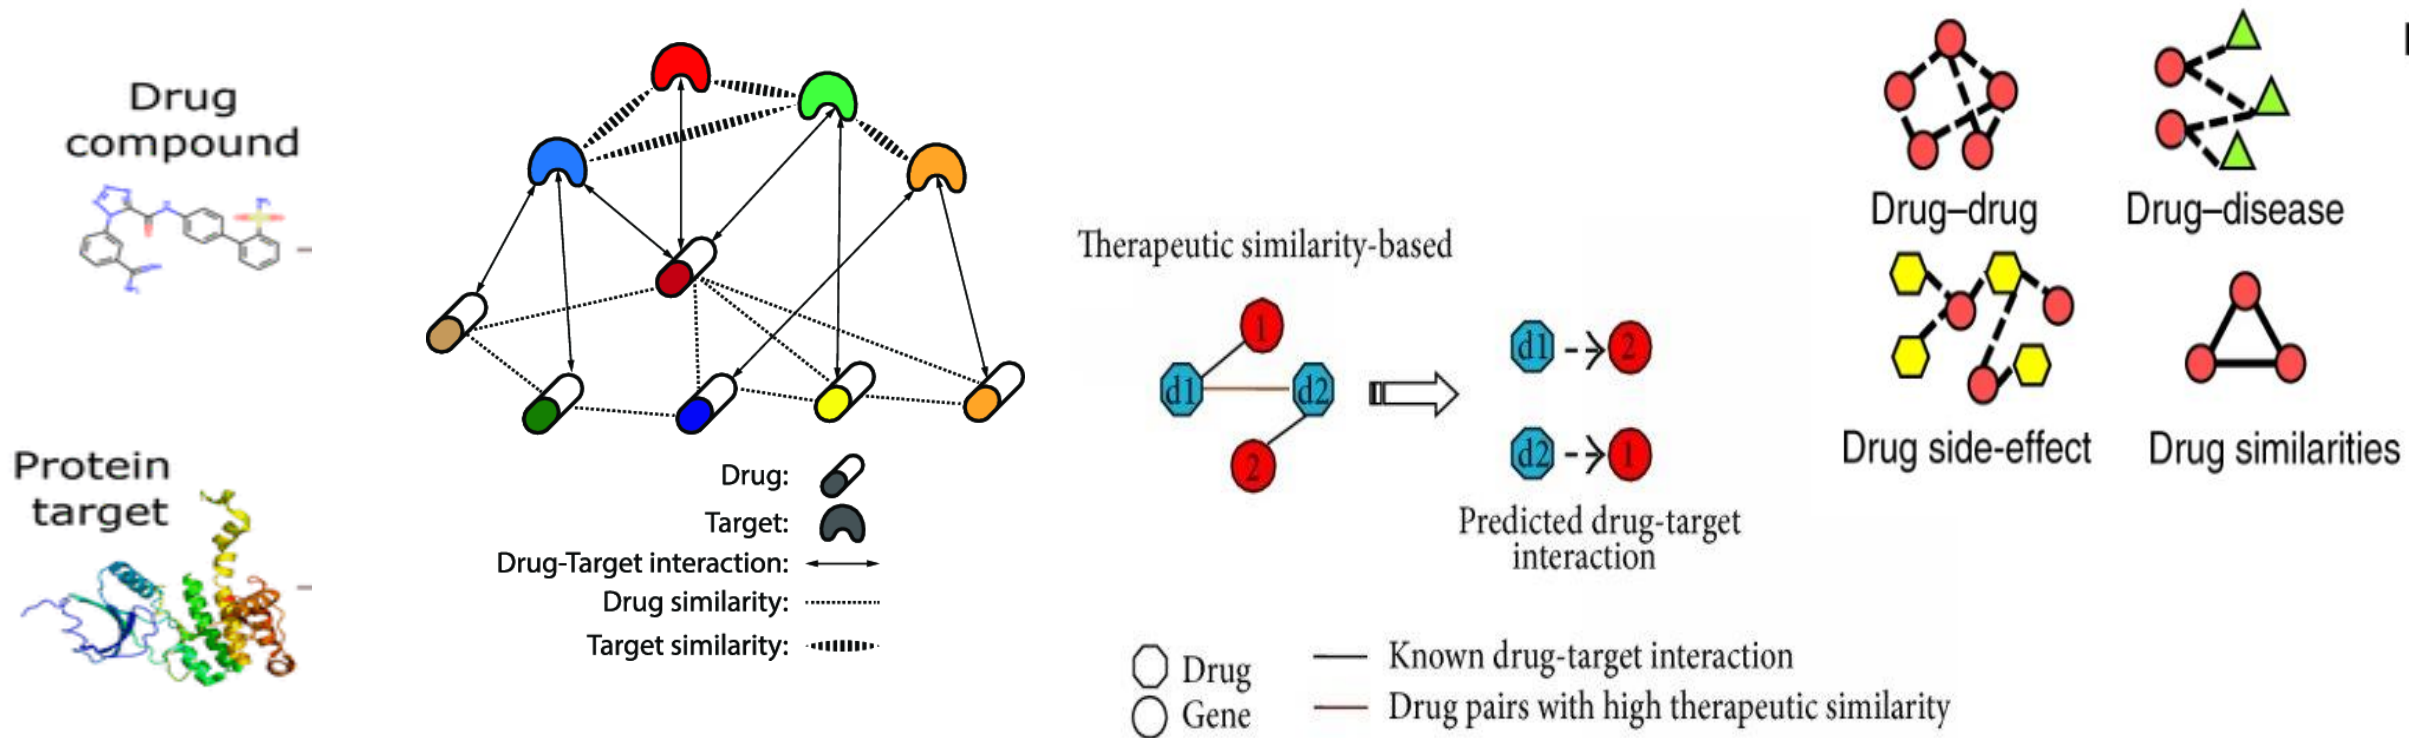 Drug
compound
Protein
target
Drug:
Target:
Drug-Target interaction:
Drug similarity:
Target similarity:
Therapeutic similarity-based
1
d1
d2
2
d1
2
d2
1
Predicted drug-target
interaction
Drug
Gene
Known drug-target interaction
Drug pairs with high therapeutic similarity
Drug–drug
Drug–disease
Drug side-effect
Drug similarities